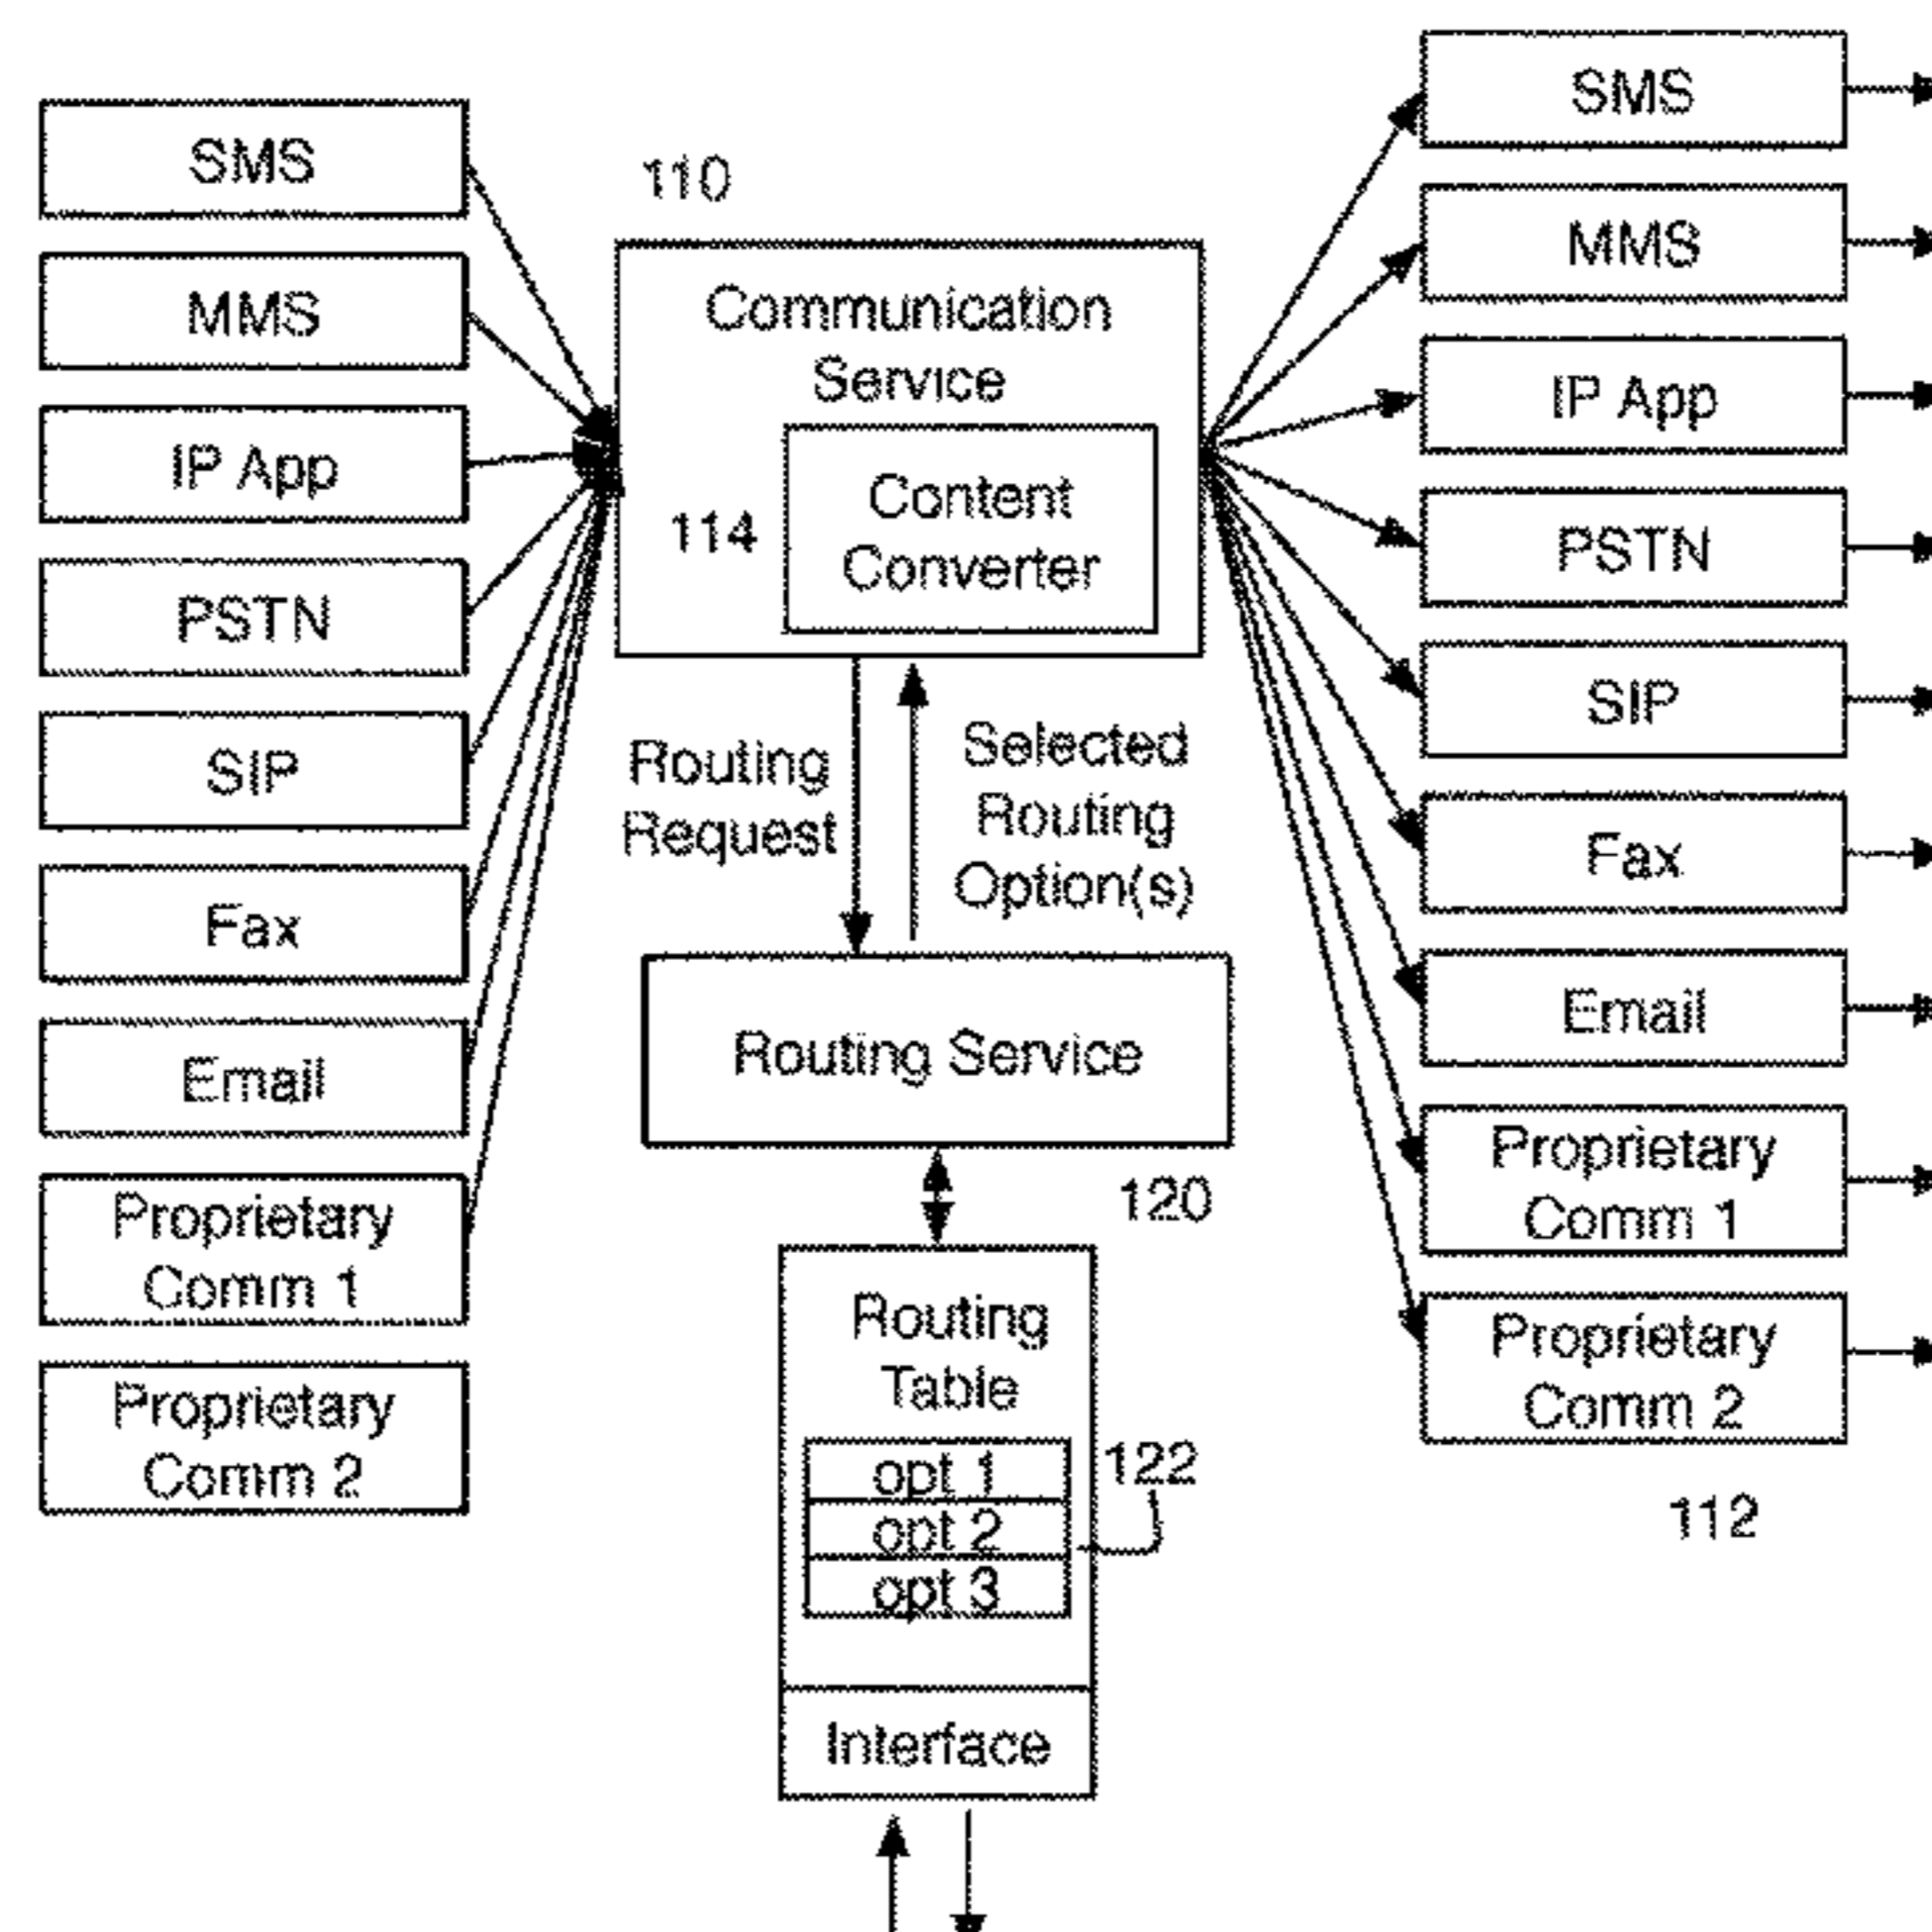 SMS
MMS
IP App
PSTN
SIP
Fax
Email
Proprietary
Comm 1
Proprietary
Comm 2
110
Communication
Service
114
Content
Converter
Routing
Request
Selected
Routing
Option(s)
Routing Service
120
Routing
Table
opt 1
opt 2
opt 3
122
Interface
SMS
MMS
IP App
PSTN
SIP
Fax
Email
Proprietary
Comm 1
Proprietary
Comm 2
112